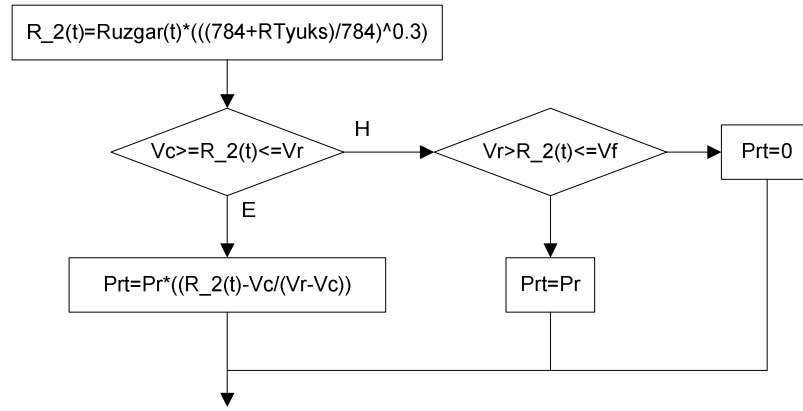 R_2(t)=Ruzgar(t)*(((784+RTyuks)/784)^0.3)
Vc>=R_2(t)<=Vr
H
Vr>R_2(t)<=Vf
Prt=0
E
Prt=Pr*((R_2(t)-Vc/(Vr-Vc))
Prt=Pr